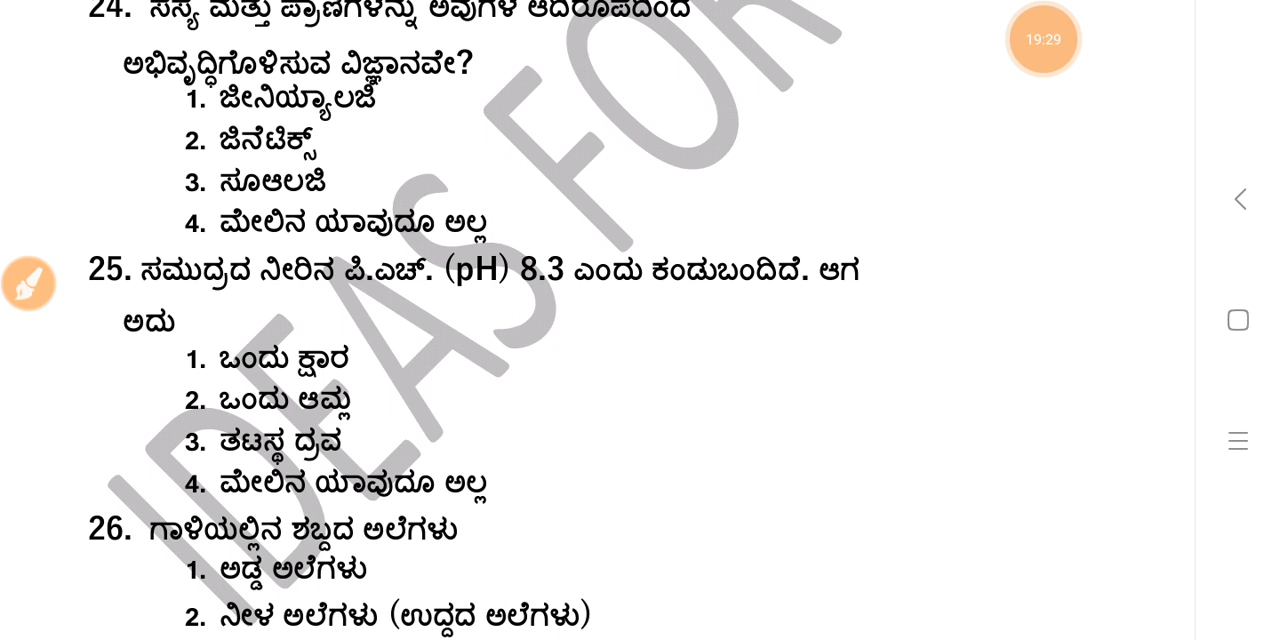 24. ಸಸ್ಯ ಮತ್ತು ಪ್ರಾಣಿಗಳನ್ನು ಅವುಗಳ ಆದಿರೂಪದಿಂದ
19:29
ಅಭಿವೃದ್ಧಿಗೊಳಿಸುವ ವಿಜ್ಞಾನವೇ?
1. ಜೀನಿಯ್ಯಾಲಜಿ
2. ಜಿನೆಟಿಕ್ಸ್
3. ಸೂಆಲಜಿ
4. ಮೇಲಿನ ಯಾವುದೂ ಅಲ್ಲ
25. ಸಮುದ್ರದ ನೀರಿನ ಪಿ.ಎಚ್. (pH) 8.3 ಎಂದು ಕಂಡುಬಂದಿದೆ. ಆಗ
ಅದು
1. ಒಂದು ಕ್ಷಾರ
2. ಒಂದು ಆಮ್ಲ
3. ತಟಸ್ಥ ದ್ರವ
4. ಮೇಲಿನ ಯಾವುದೂ ಅಲ್ಲ
26. ಗಾಳಿಯಲ್ಲಿನ ಶಬ್ದದ ಅಲೆಗಳು
1. ಅಡ್ಡ ಅಲೆಗಳು
2. ನೀಳ ಅಲೆಗಳು (ಉದ್ದದ ಅಲೆಗಳು)
IDEAS FOR